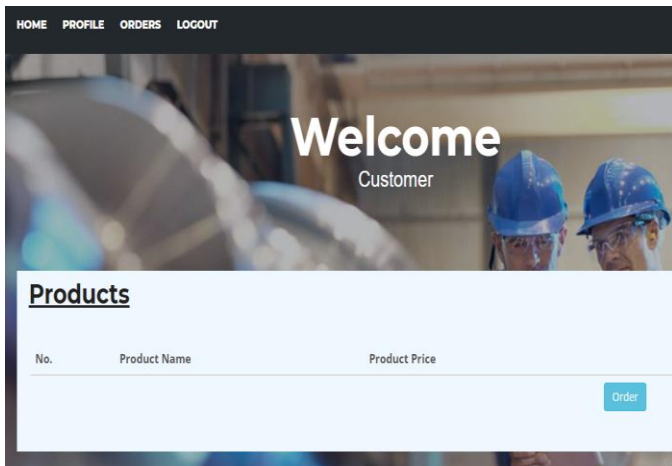 HOME PROFILE ORDERS LOGOUT
Welcome
Customer
Products
No. Product Name Product Price
Order